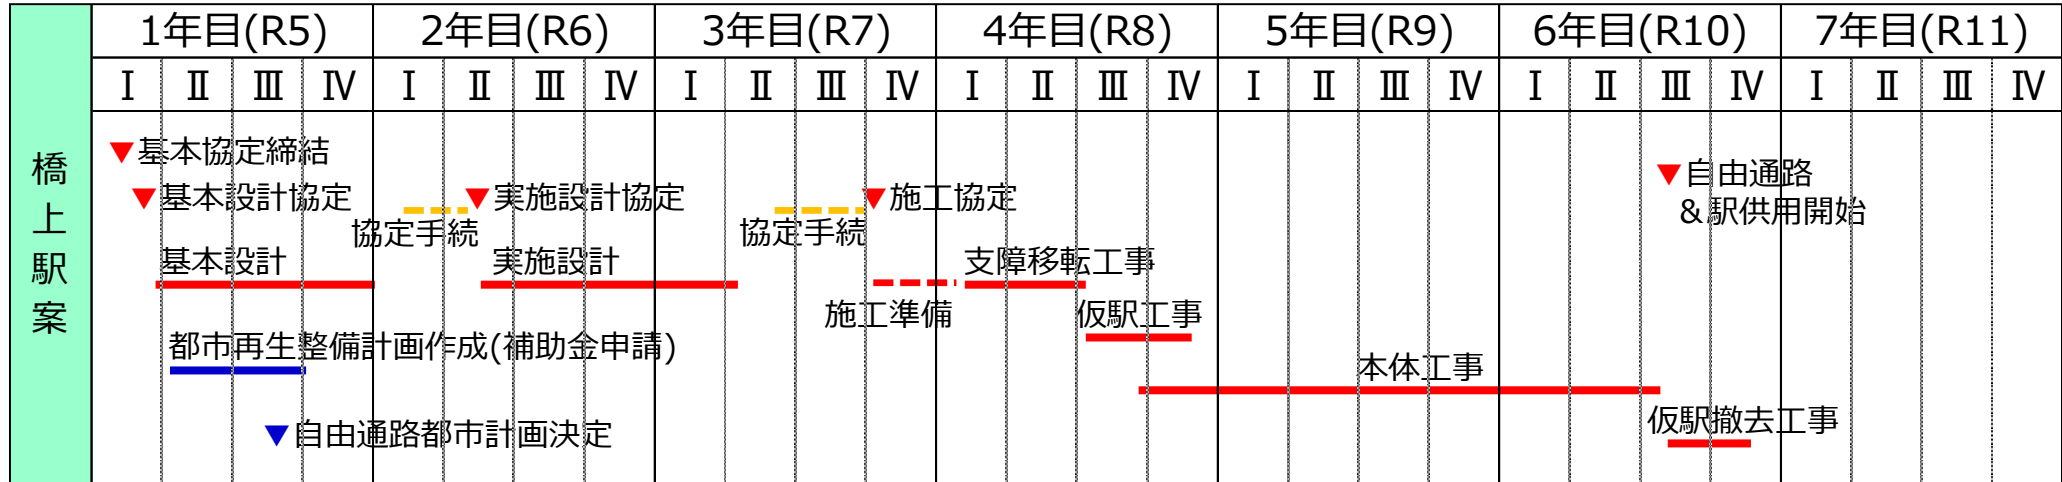 1年目(R5) 2年目(R6) 3年目(R7) 4年目(R8) 5年目(R9) 6年目(R10) 7年目(R11)
Ⅰ Ⅱ Ⅲ Ⅳ Ⅰ Ⅱ Ⅲ Ⅳ Ⅰ Ⅱ Ⅲ Ⅳ Ⅰ Ⅱ Ⅲ Ⅳ Ⅰ Ⅱ Ⅲ Ⅳ Ⅰ Ⅱ Ⅲ Ⅳ Ⅰ Ⅱ Ⅲ Ⅳ
橋上駅案
▼基本協定締結
▼基本設計協定
▼実施設計協定
▼施工協定
▼自由通路
&駅供用開始
協定手続
協定手続
基本設計
実施設計
支障移転工事
施工準備
仮駅工事
都市再生整備計画作成(補助金申請)
本体工事
仮駅撤去工事
▼自由通路都市計画決定